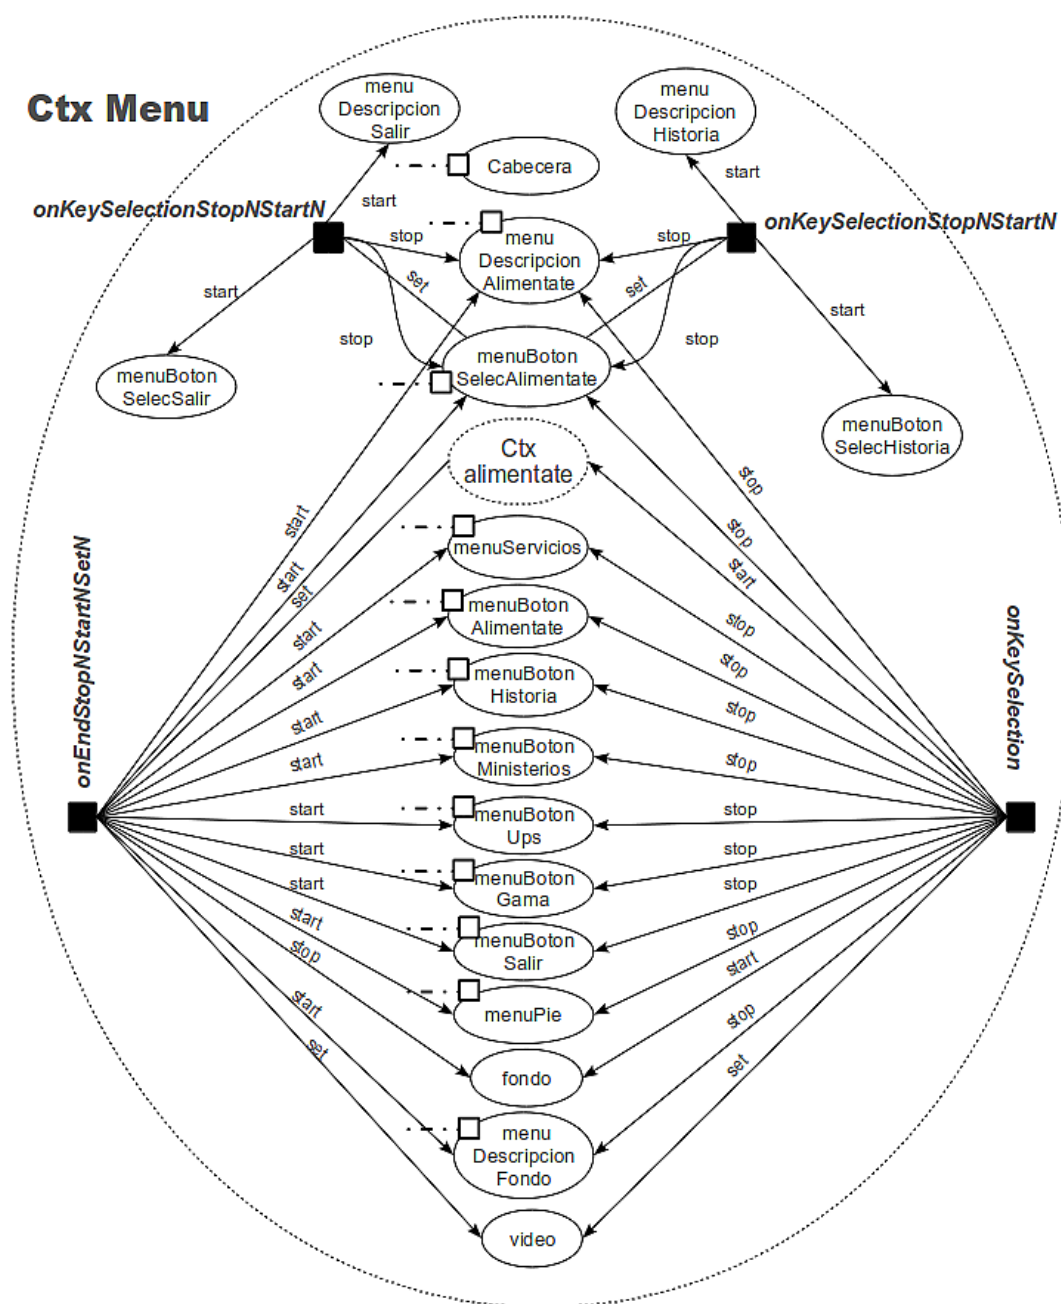 Ctx Menu
menu
Descripcion
Salir
menu
Descripcion
Historia
Cabecera
start
start
onKeySelectionStopNStartN
onKeySelectionStopNStartN
stop
menu
Descripcion
Alimentate
stop
set
set
start
start
stop
stop
menuBoton
SelecAlimentate
menuBoton
SelecSalir
menuBoton
SelecHistoria
Ctx
alimentate
stop
start
stop
start
start
set
menuServicios
onEndStopNStartNSetN
onKeySelection
start
menuBoton
Alimentate
stop
start
stop
menuBoton
Historia
start
stop
menuBoton
Ministerios
start
stop
start
menuBoton
Ups
stop
start
menuBoton
Gama
stop
start
stop
start
menuBoton
Salir
stop
stop
start
menuPie
start
stop
set
set
fondo
menu
Descripcion
Fondo
video